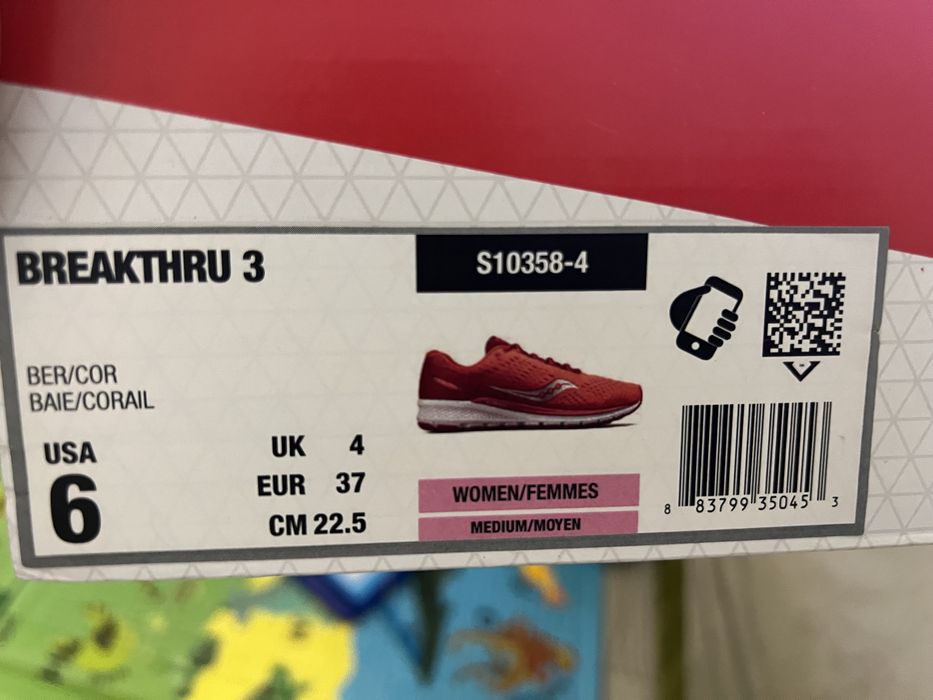 BREAKTHRU 3
S10358-4
BER/COR
BAIE/CORAIL
USA
6
UK 4
EUR 37
CM 22.5
WOMEN/FEMMES
MEDIUM/MOYEN
8 83799 35045 3